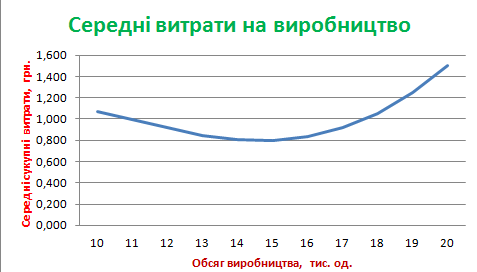 Середні витрати на виробництво
Середні сукупні витрати, грн.
1,600
1,400
1,200
1,000
0,800
0,600
0,400
0,200
0,000
10 11 12 13 14 15 16 17 18 19 20
Обсяг виробництва, тис. од.